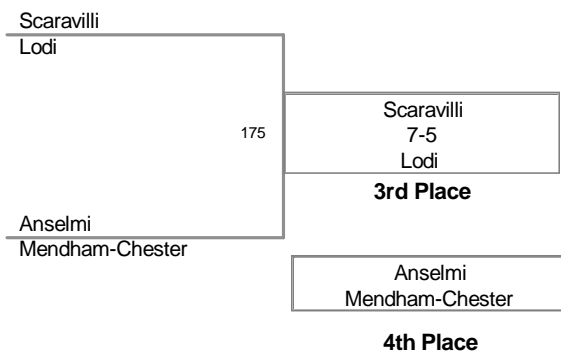 Scaravilli
Lodi
175
Scaravilli
7-5
Lodi
3rd Place
Anselmi
Mendham-Chester
Anselmi
Mendham-Chester
4th Place